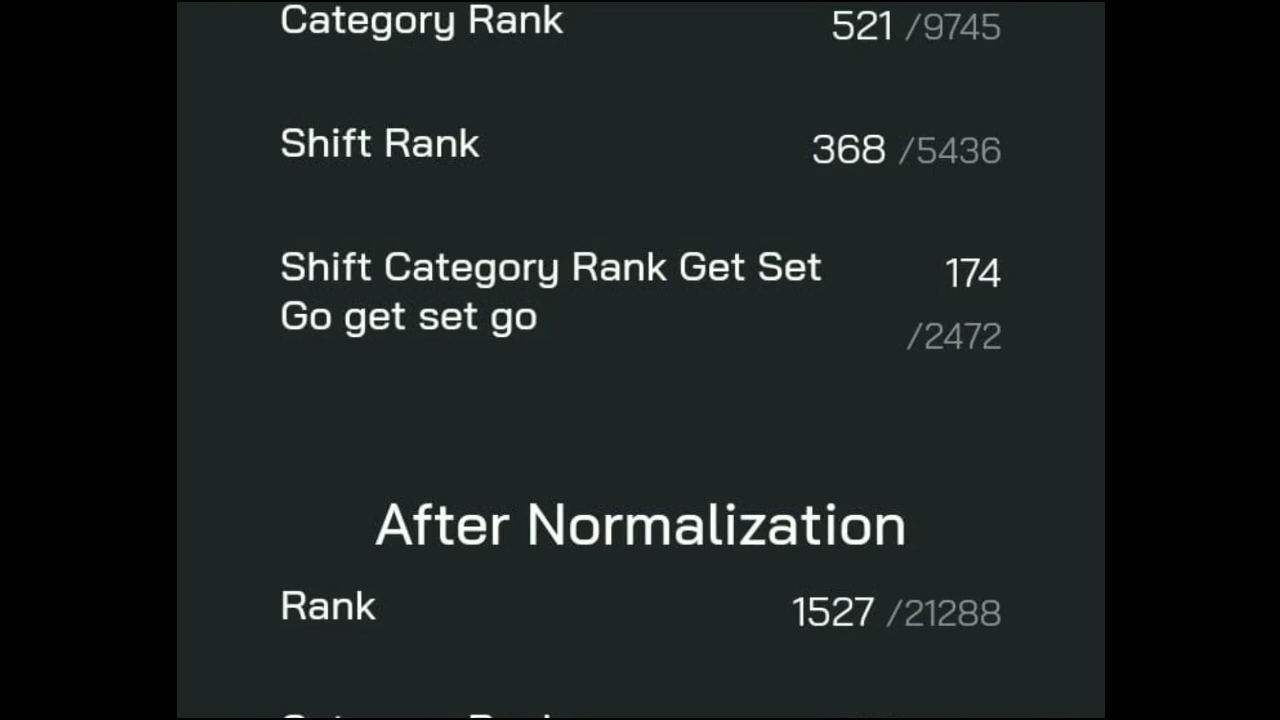 Category Rank 521 /9745
Shift Rank 368 /5436
Shift Category Rank Get Set 174
Go get set go /2472
After Normalization
Rank 1527 /21288